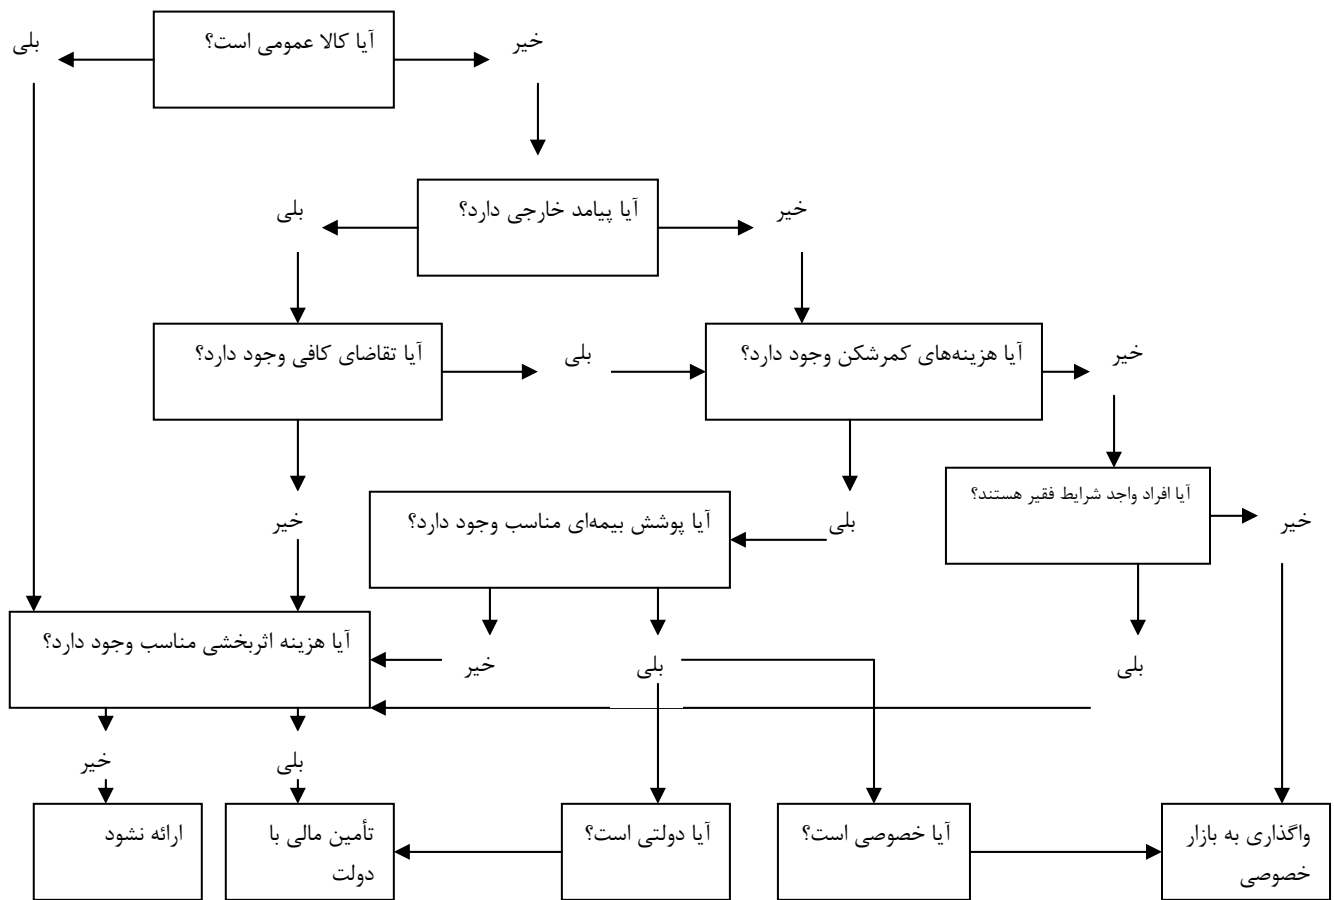 آیا کالا عمومی است؟
خیر
بلی
آیا پیامد خارجی دارد؟
خیر
بلی
آیا هزینه‌های کمرشکن وجود دارد؟
خیر
بلی
آیا تقاضای کافی وجود دارد؟
آیا افراد واجد شرایط فقیر هستند؟
خیر
بلی
آیا پوشش بیمه‌ای مناسب وجود دارد؟
خیر
بلی
بلی
خیر
آیا هزینه اثربخشی مناسب وجود دارد؟
بلی
خیر
واگذاری به بازار
خصوصی
آیا خصوصی است؟
آیا دولتی است؟
تأمین مالی با
دولت
ارائه نشود